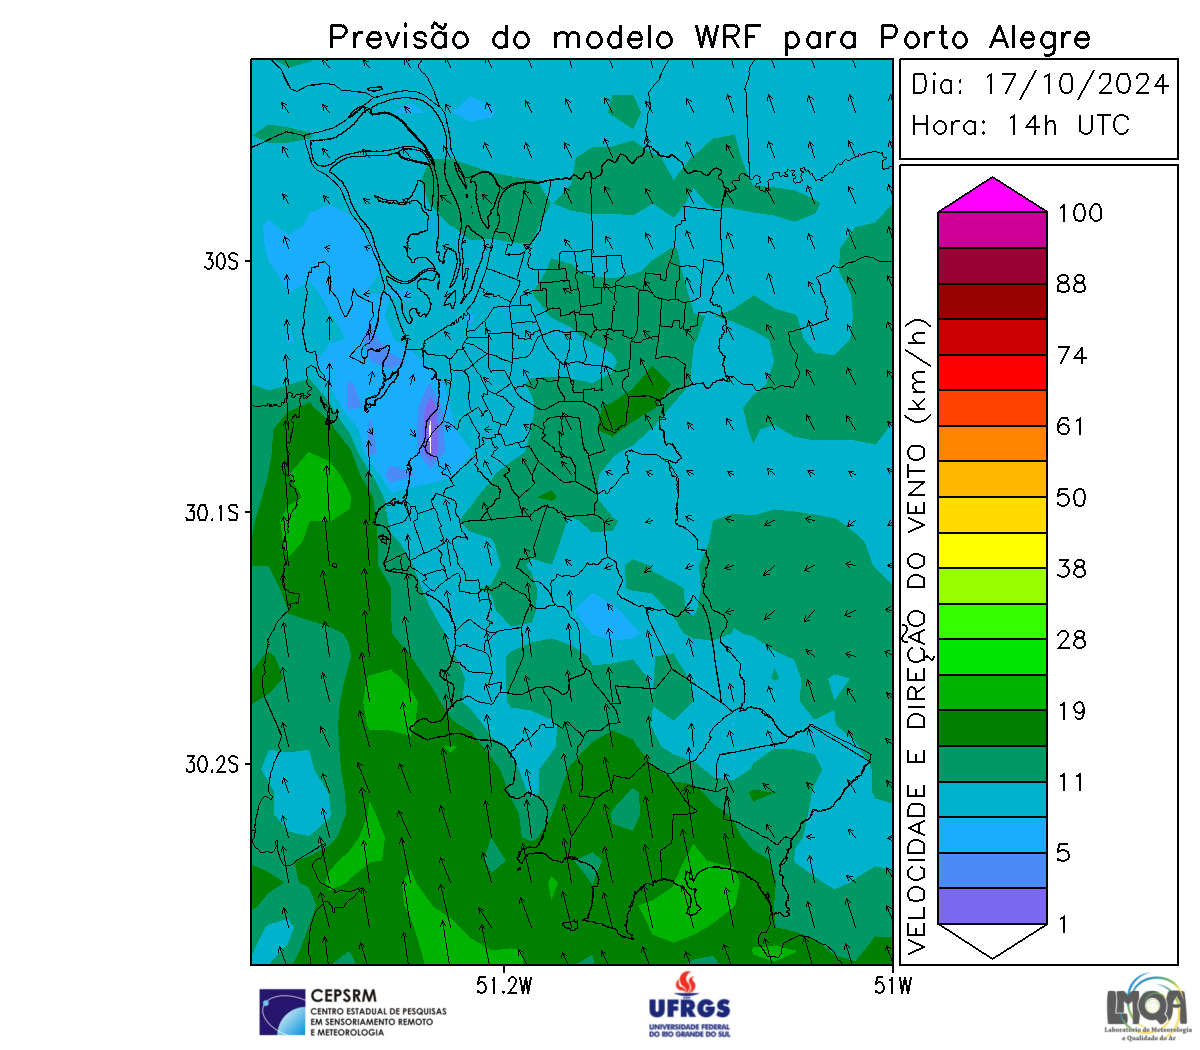 Previsão do modelo WRF para Porto Alegre
Dia: 17/10/2024
Hora: 14h UTC
30S
30.1S
30.2S
51.2W
51W
VELOCIDADE E DIREÇÃO DO VENTO (km/h)
100
88
74
61
50
38
28
19
11
5
1
CEPSRM
CENTRO ESTADUAL DE PESQUISAS
EM SENSORIAMENTO REMOTO
E METEOROLOGIA
UFRGS
UNIVERSIDADE FEDERAL
DO RIO GRANDE DO SUL
LMQA
Laboratório de Meteorologia
e Qualidade do Ar